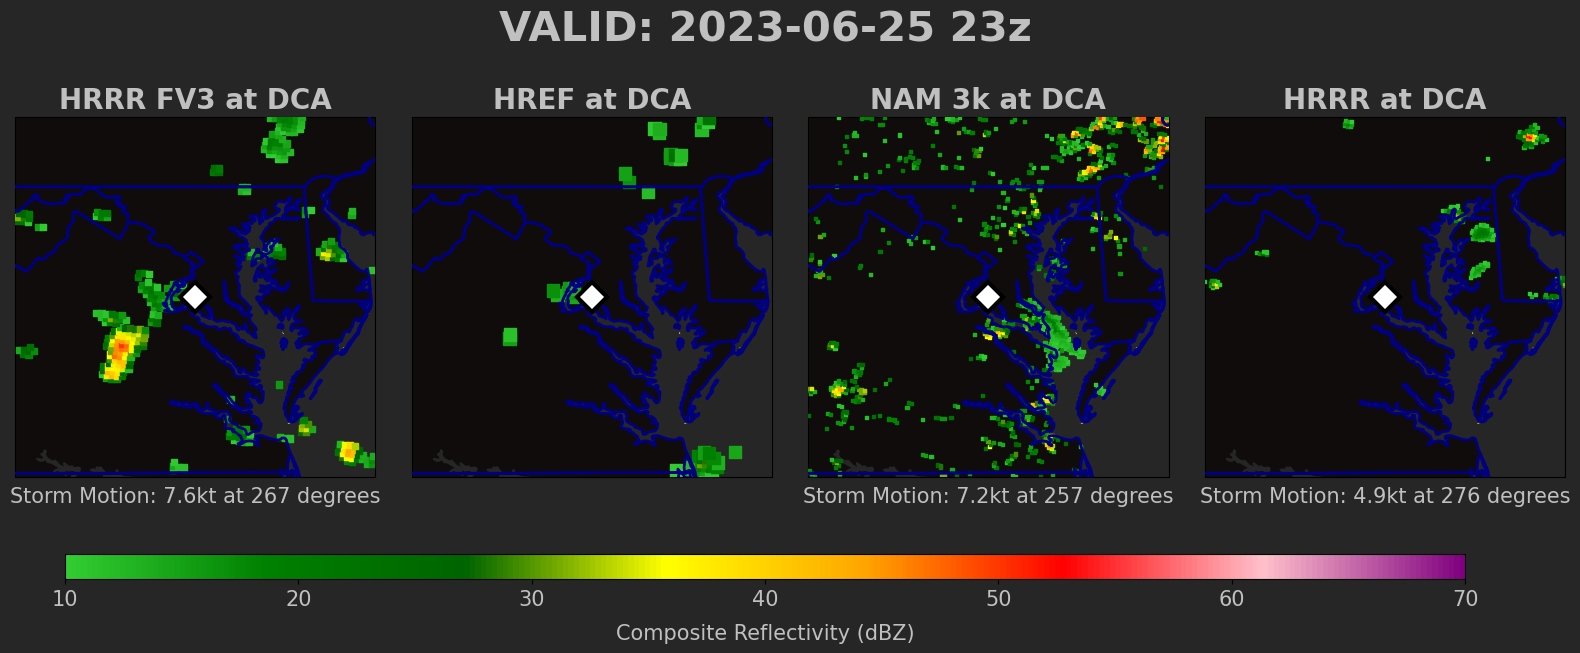 VALID: 2023-06-25 23z
HRRR FV3 at DCA
HREF at DCA
NAM 3k at DCA
HRRR at DCA
Storm Motion: 7.6kt at 267 degrees
Storm Motion: 7.2kt at 257 degrees
Storm Motion: 4.9kt at 276 degrees
10 20 30 40 50 60 70
Composite Reflectivity (dBZ)